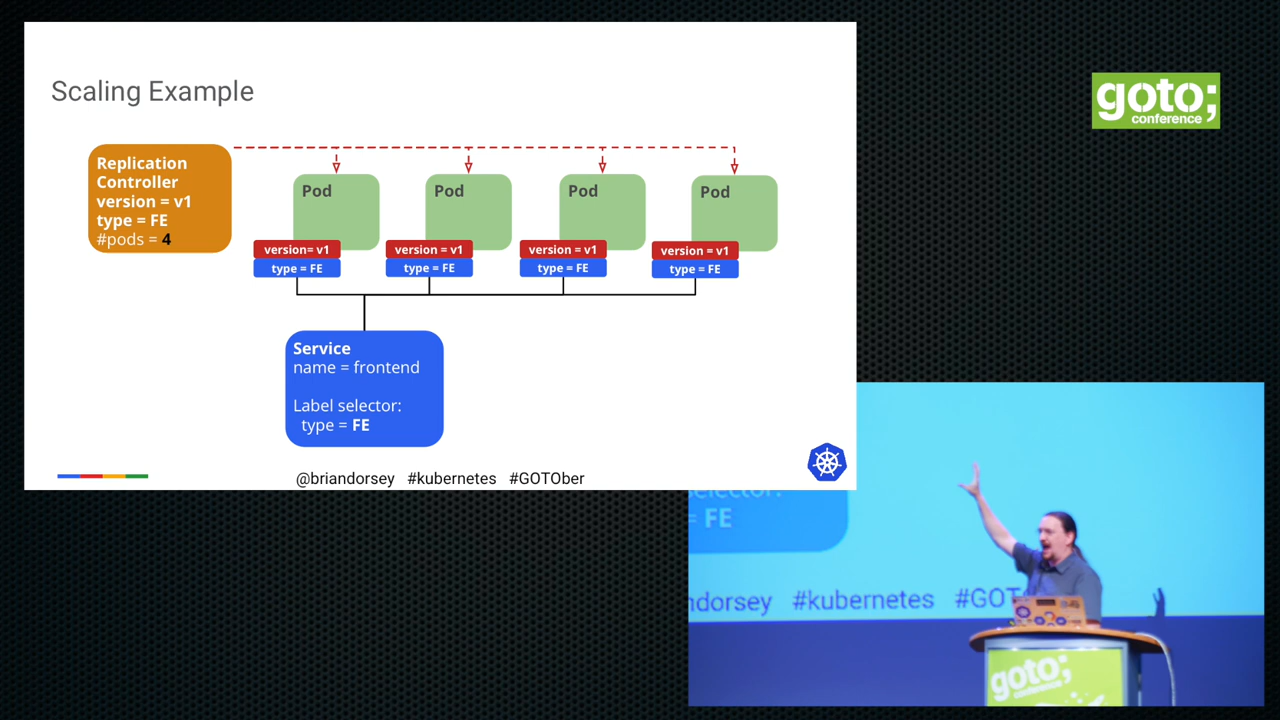 Scaling Example
goto;
conference
Replication
Controller
version = v1
type = FE
#pods = 4
Pod
Pod
Pod
Pod
version= v1
type = FE
version = v1
type = FE
version = v1
type = FE
version = v1
type = FE
Service
name = frontend
Label selector:
type = FE
@briandorsey #kubernetes #GOTOber
selector:
= FE
ndorsey #kubernetes #GOT
goto;
conference